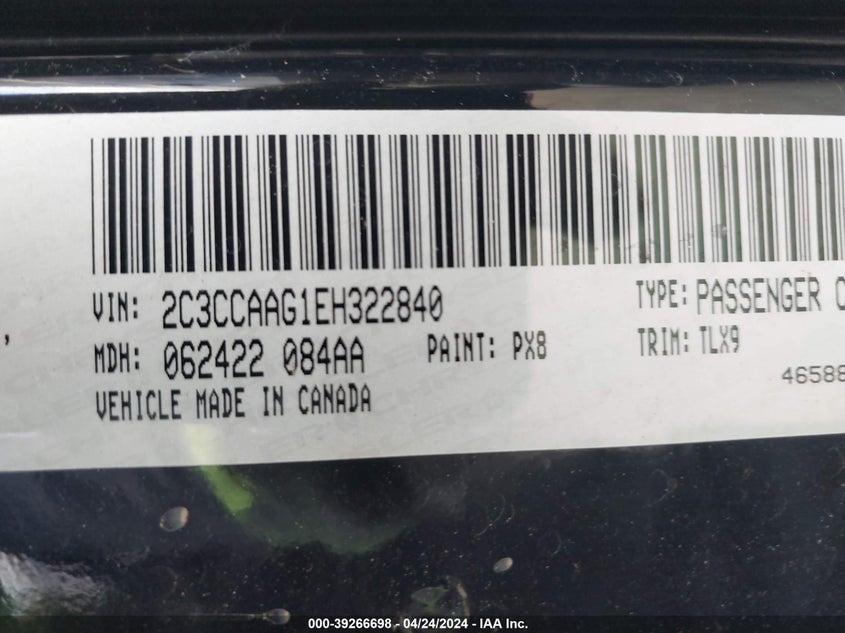 VIN: 2C3CCAAG1EH322840 TYPE: PASSENGER C
MDH: 062422 084AA PAINT: PX8 TRIM: TLX9
VEHICLE MADE IN CANADA 46588
000-39266698 - 04/24/2024 - IAA Inc.